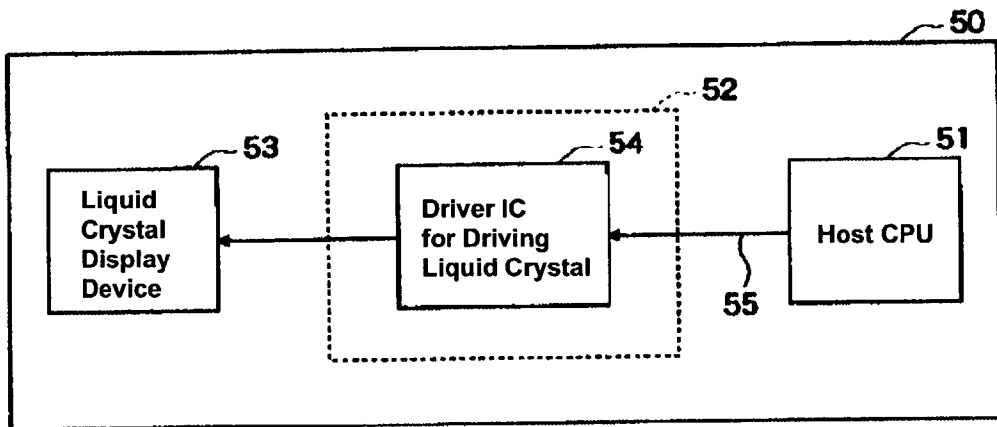 50
52
53
54
51
Liquid
Crystal
Display
Device
Driver IC
for Driving
Liquid Crystal
Host CPU
55